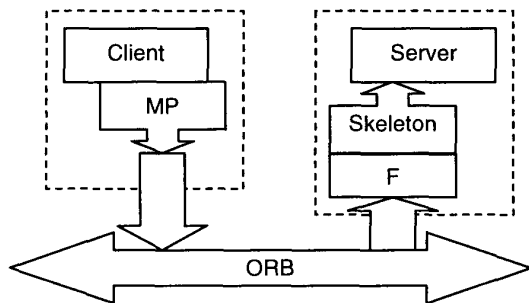 Client
MP
Server
Skeleton
F
ORB